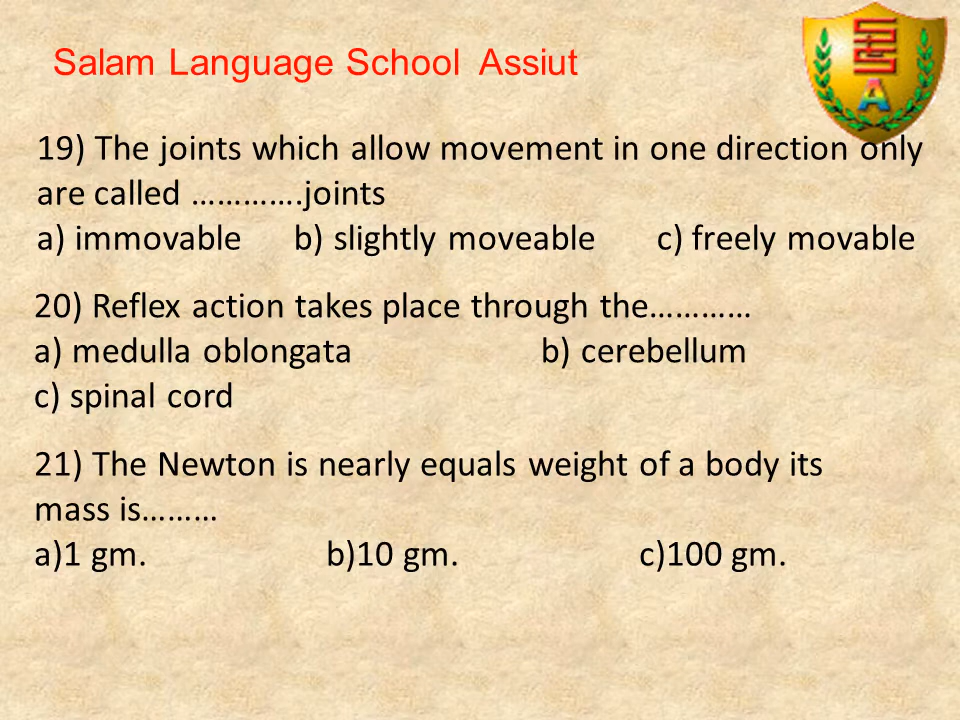 Salam Language School Assiut
19) The joints which allow movement in one direction only
are called ………….joints
a) immovable b) slightly moveable c) freely movable
20) Reflex action takes place through the…………
a) medulla oblongata b) cerebellum
c) spinal cord
21) The Newton is nearly equals weight of a body its
mass is………
a)1 gm. b)10 gm. c)100 gm.